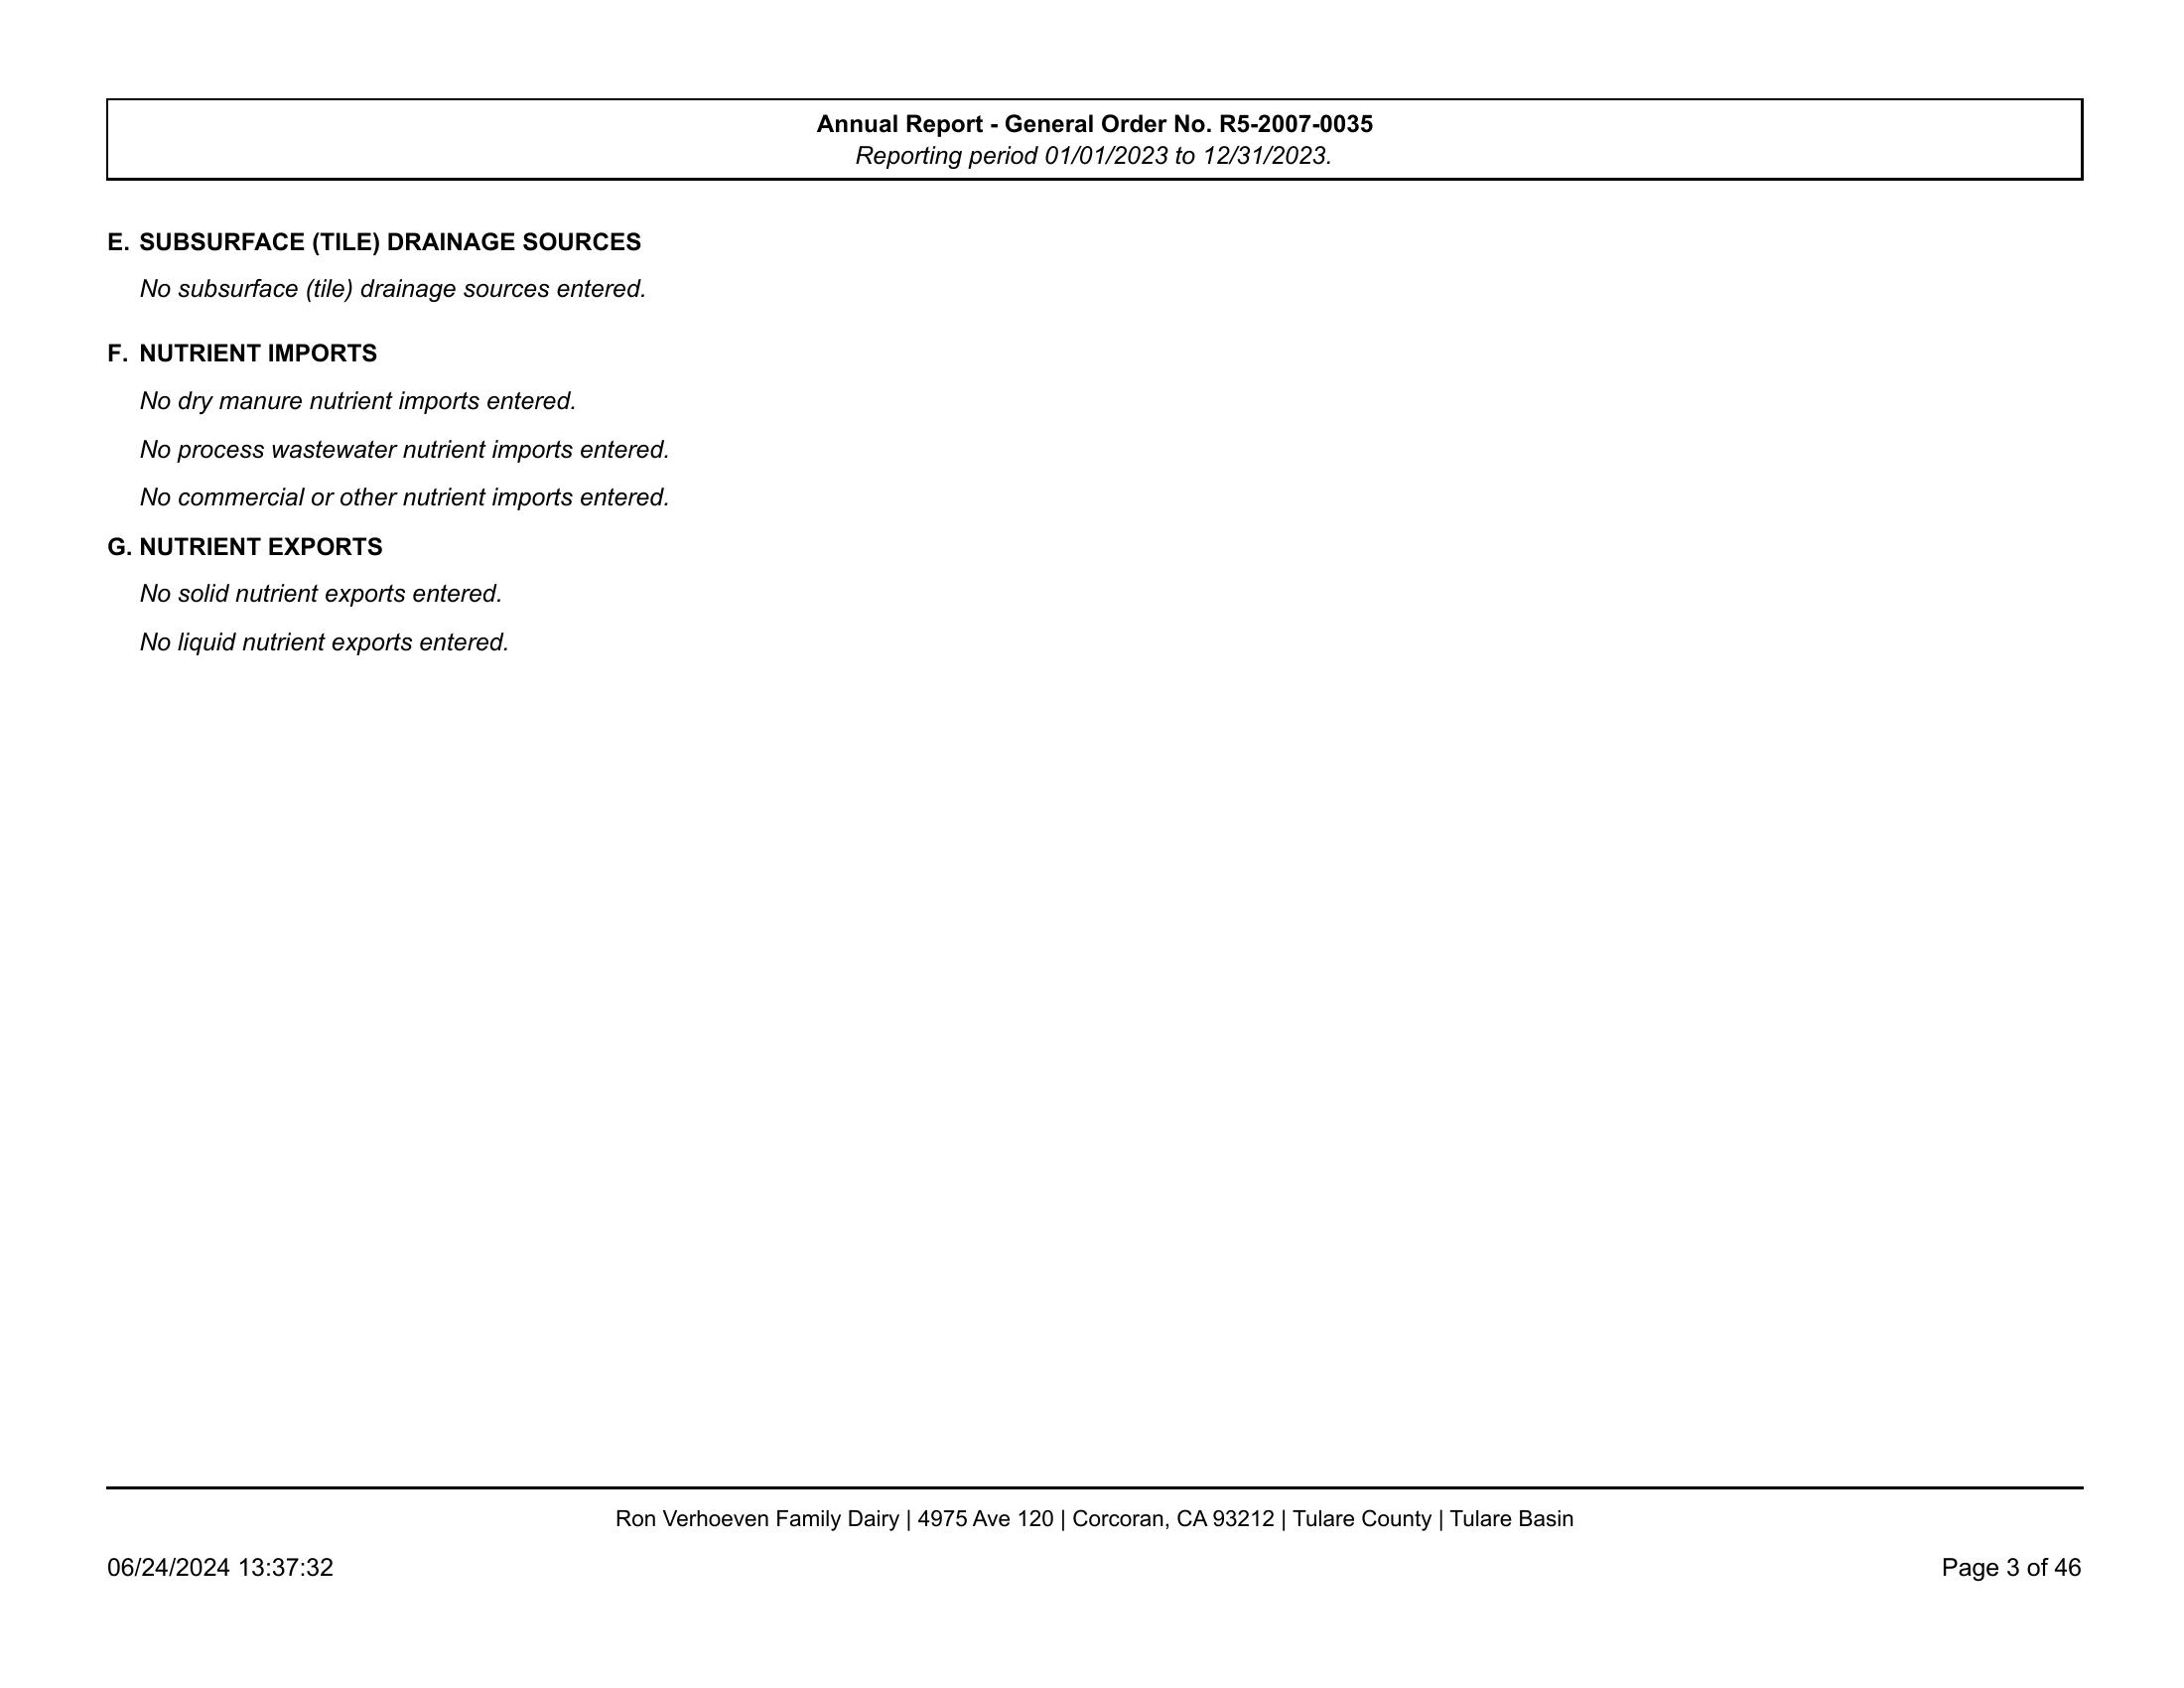 Annual Report - General Order No. R5-2007-0035
Reporting period 01/01/2023 to 12/31/2023.
E. SUBSURFACE (TILE) DRAINAGE SOURCES
No subsurface (tile) drainage sources entered.
F. NUTRIENT IMPORTS
No dry manure nutrient imports entered.
No process wastewater nutrient imports entered.
No commercial or other nutrient imports entered.
G. NUTRIENT EXPORTS
No solid nutrient exports entered.
No liquid nutrient exports entered.
Ron Verhoeven Family Dairy | 4975 Ave 120 | Corcoran, CA 93212 | Tulare County | Tulare Basin
06/24/2024 13:37:32
Page 3 of 46